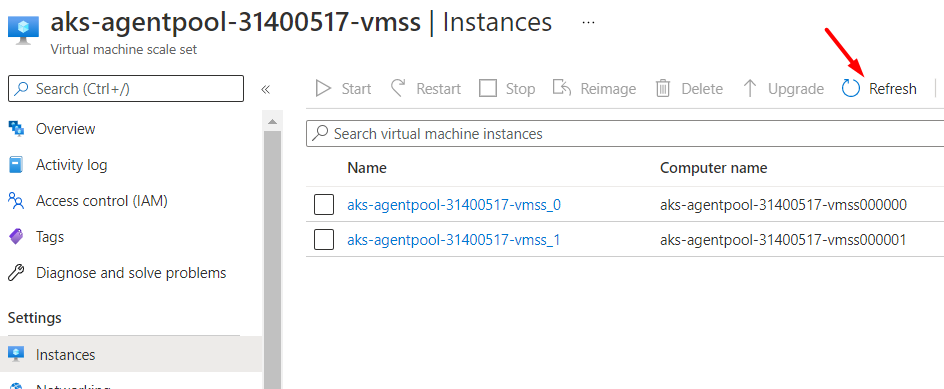 aks-agentpool-31400517-vmss | Instances ...
Virtual machine scale set
Search (Ctrl+/) «
Start Restart Stop Reimage Delete Upgrade Refresh
Overview
Activity log
Access control (IAM)
Tags
Diagnose and solve problems
Settings
Instances
Networking
Search virtual machine instances
Name Computer name
aks-agentpool-31400517-vmss_0 aks-agentpool-31400517-vmss000000
aks-agentpool-31400517-vmss_1 aks-agentpool-31400517-vmss000001